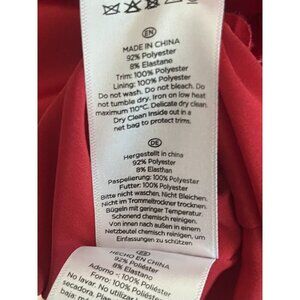 EN
MADE IN CHINA
92% Polyester
8% Elastane
Trim: 100% Polyester
Lining: 100% Polyester
Do not wash. Do not bleach. Do
not tumble dry. Iron on low heat
maximum 110°C. Delicate dry clean.
Dry Clean Inside out in a
net bag to protect trims.
DE
Hergestellt in china
92% Polyester
8% Elasthan
Paspelierung: 100% Polyester
Futter: 100% Polyester
Bitte nicht waschen. Nicht Bleichen.
Nicht im Trommeltrockner trocknen.
Bügeln mit geringer Temperatur.
Schonend chemisch reinigen.
Von innen nach aussen in einem
Netzbeutel chemisch reinigen, um
Einfassungen zu schützen
HECHO EN CHINA
92% Poliéster
8% Elastano
Adorno - 100% Poliéster
Forro: 100% Poliéster
No lavar. No utilizar
secadora. Plan
baja,